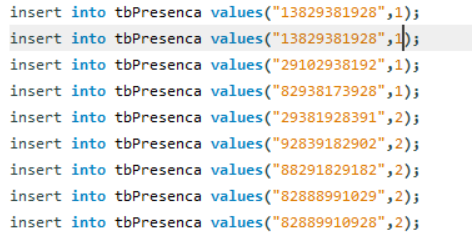 insert into tbPresenca values("13829381928",1);
insert into tbPresenca values("13829381928",1);
insert into tbPresenca values("29102938192",1);
insert into tbPresenca values("82938173928",1);
insert into tbPresenca values("29381928391",2);
insert into tbPresenca values("92839182902",2);
insert into tbPresenca values("88291829182",2);
insert into tbPresenca values("82888991029",2);
insert into tbPresenca values("82889910928",2);